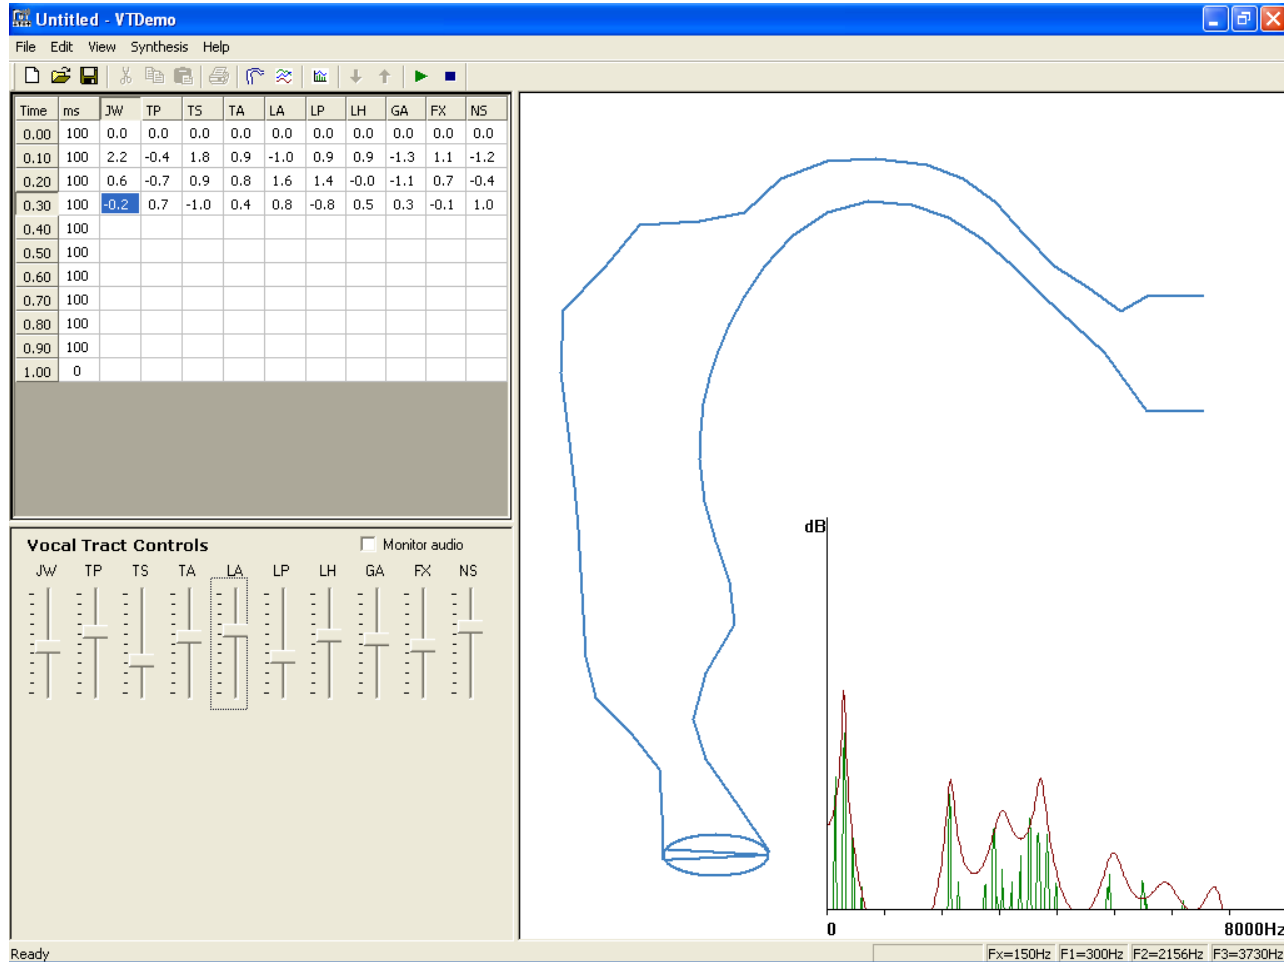 Untitled - VTDemo
File Edit View Synthesis Help
Time ms JW TP TS TA LA LP LH GA FX NS
0.00 100 0.0 0.0 0.0 0.0 0.0 0.0 0.0 0.0 0.0 0.0
0.10 100 2.2 -0.4 1.8 0.9 -1.0 0.9 0.9 -1.3 1.1 -1.2
0.20 100 0.6 -0.7 0.9 0.8 1.6 1.4 -0.0 -1.1 0.7 -0.4
0.30 100 -0.2 0.7 -1.0 0.4 0.8 -0.8 0.5 0.3 -0.1 1.0
0.40 100
0.50 100
0.60 100
0.70 100
0.80 100
0.90 100
1.00 0
Vocal Tract Controls Monitor audio
JW TP TS TA LA LP LH GA FX NS
dB
0 8000Hz
Ready Fx=150Hz F1=300Hz F2=2156Hz F3=3730Hz